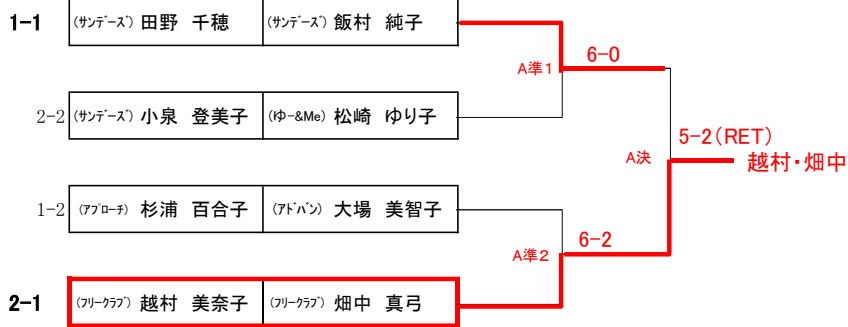 1-1 (サンデーズ) 田野 千穂 (サンデーズ) 飯村 純子
A準1 6-0
2-2 (サンデーズ) 小泉 登美子 (ゆ-&Me) 松崎 ゆり子
5-2(RET)
A決 越村・畑中
1-2 (アプローチ) 杉浦 百合子 (アドバン) 大場 美智子
A準2 6-2
2-1 (フリークラブ) 越村 美奈子 (フリークラブ) 畑中 真弓